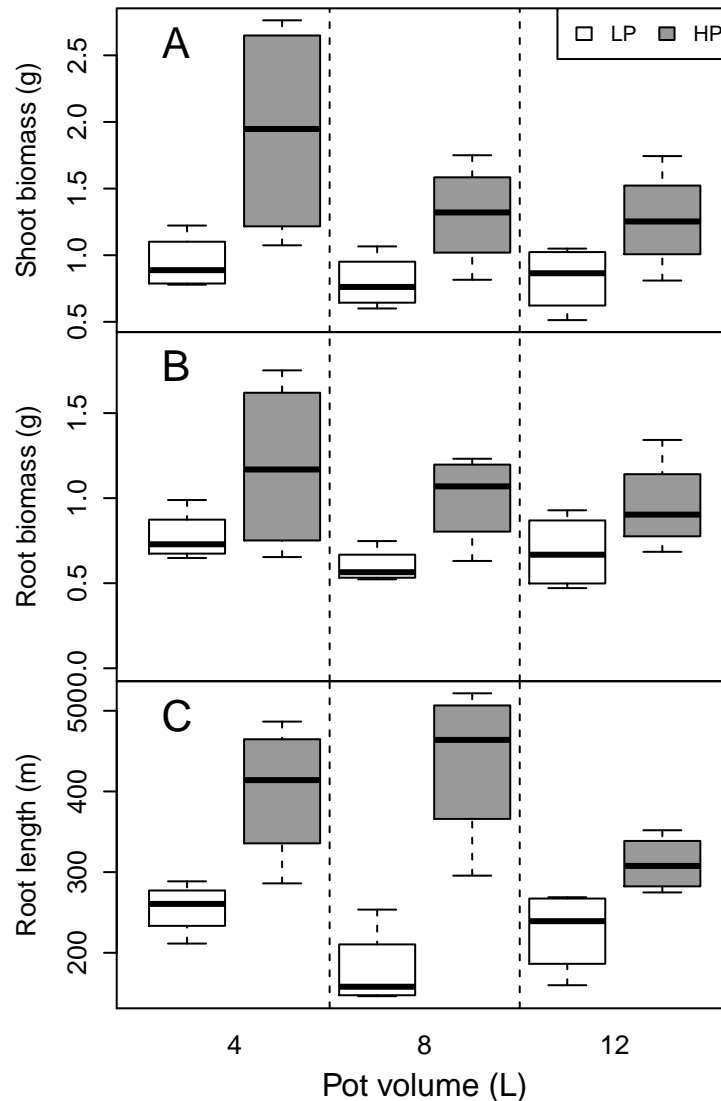 A
LP HP
Shoot biomass (g)
2.5
2.0
1.5
1.0
0.5
B
Root biomass (g)
1.5
1.0
0.5
0.0
C
Root length (m)
500
400
300
200
4 8 12
Pot volume (L)